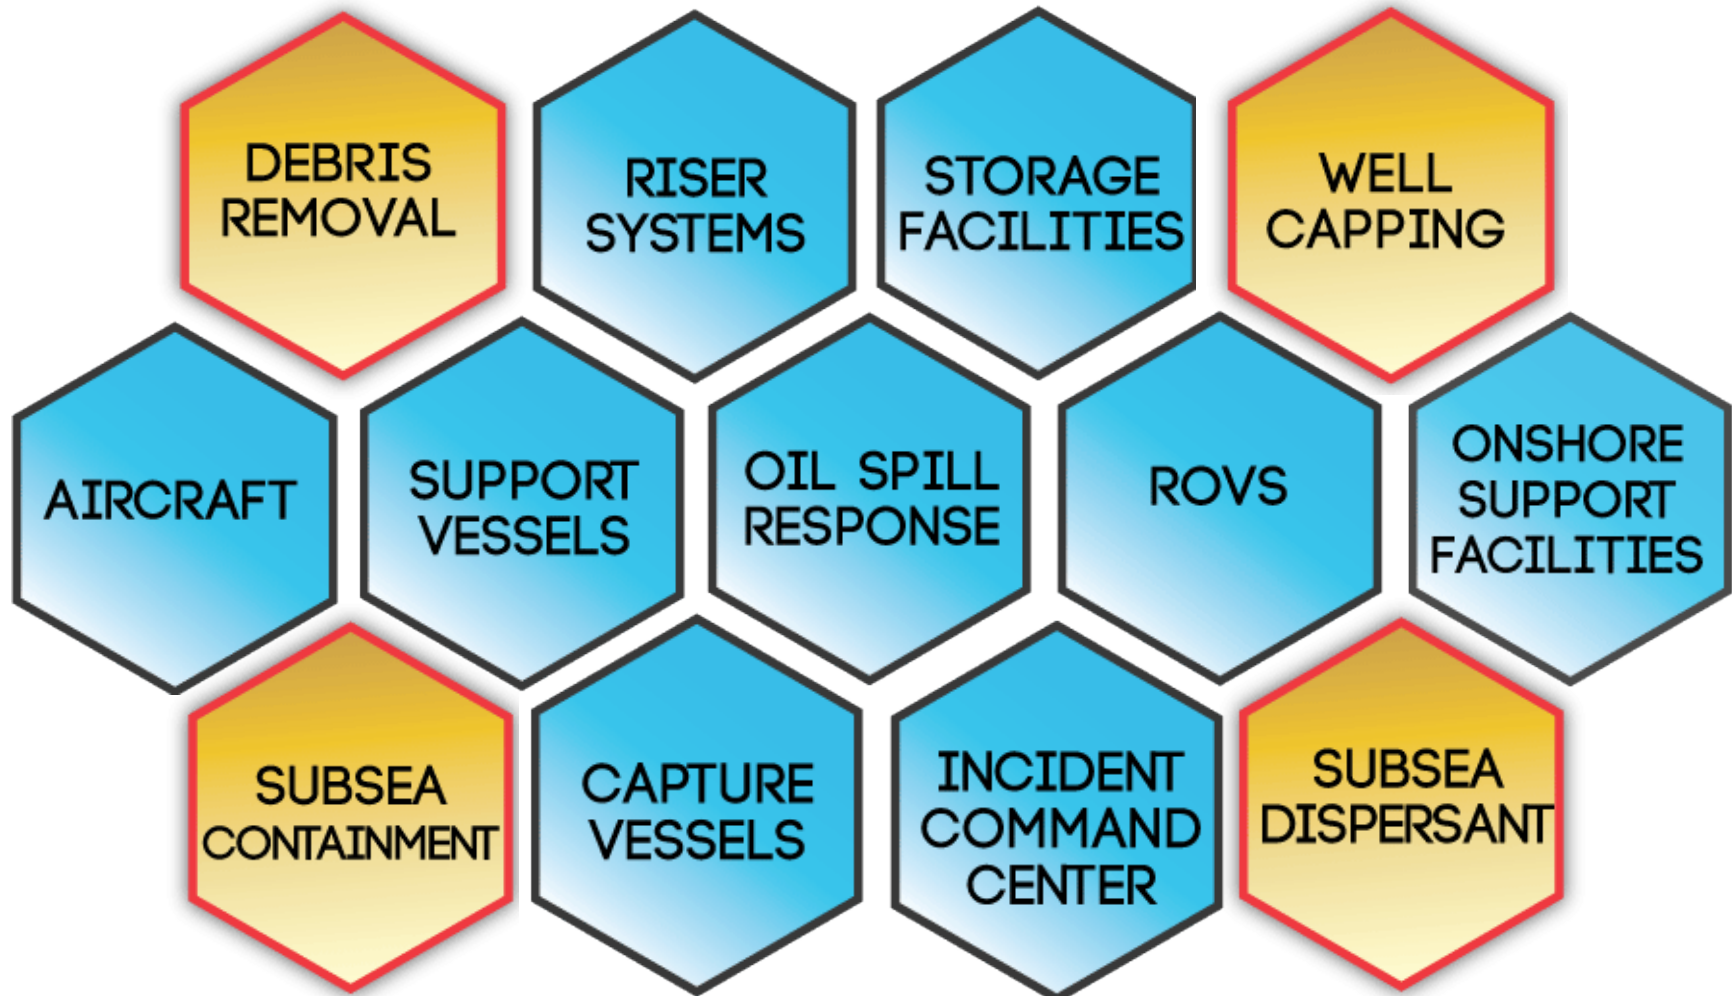 DEBRIS
REMOVAL
RISER
SYSTEMS
STORAGE
FACILITIES
WELL
CAPPING
AIRCRAFT
SUPPORT
VESSELS
OIL SPILL
RESPONSE
ROVS
ONSHORE
SUPPORT
FACILITIES
SUBSEA
CONTAINMENT
CAPTURE
VESSELS
INCIDENT
COMMAND
CENTER
SUBSEA
DISPERSANT